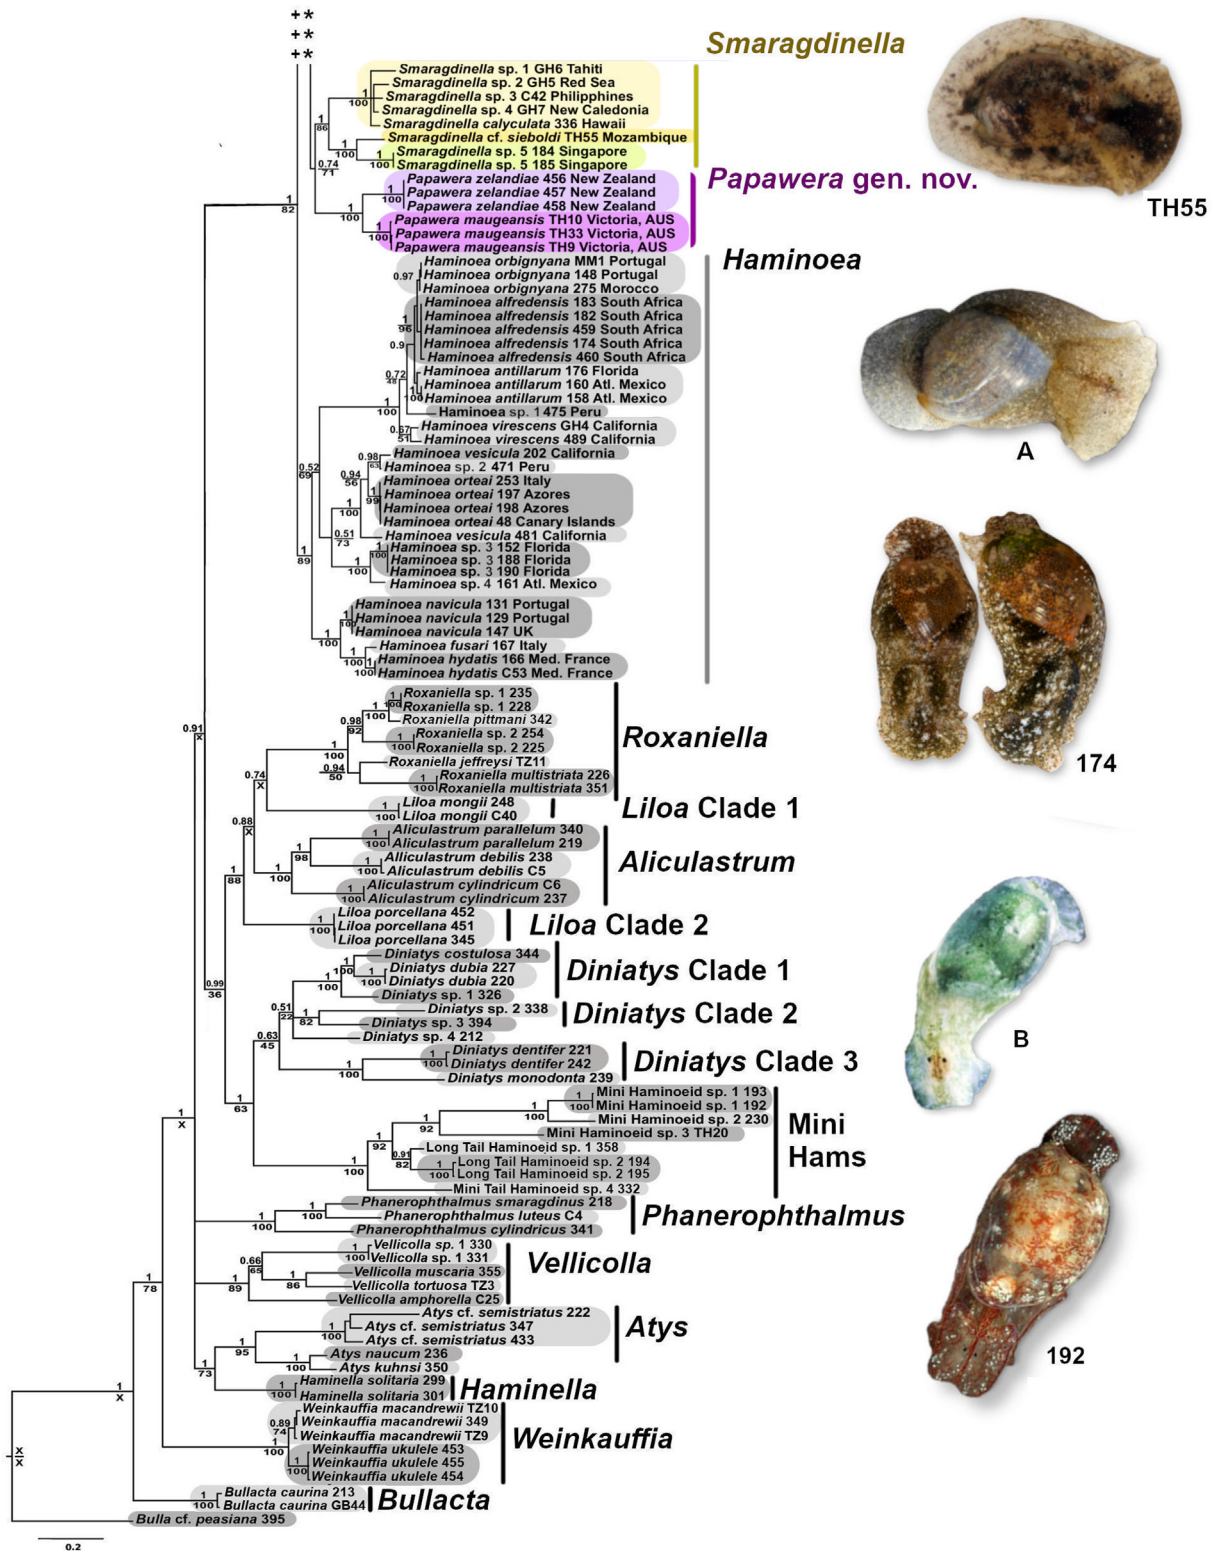 + *
+ *
+ *
Smaragdinella
Smaragdinella sp. 1 GH6 Tahiti
Smaragdinella sp. 2 GH5 Red Sea
Smaragdinella sp. 3 C42 Philipphines
Smaragdinella sp. 4 GH7 New Caledonia
Smaragdinella calyculata 336 Hawaii
Smaragdinella cf. sieboldi TH55 Mozambique
Smaragdinella sp. 5 184 Singapore
Smaragdinella sp. 5 185 Singapore
Papawera gen. nov.
Papawera zelandiae 456 New Zealand
Papawera zelandiae 457 New Zealand
Papawera zelandiae 458 New Zealand
Papawera maugeansis TH10 Victoria, AUS
Papawera maugeansis TH33 Victoria, AUS
Papawera maugeansis TH9 Victoria, AUS
TH55
Haminoea
Haminoea orbignyana MM1 Portugal
Haminoea orbignyana 148 Portugal
Haminoea orbignyana 275 Morocco
Haminoea alfredensis 183 South Africa
Haminoea alfredensis 182 South Africa
Haminoea alfredensis 459 South Africa
Haminoea alfredensis 174 South Africa
Haminoea alfredensis 460 South Africa
Haminoea antillarum 176 Florida
Haminoea antillarum 160 Atl. Mexico
Haminoea antillarum 158 Atl. Mexico
Haminoea sp. 1 475 Peru
Haminoea virescens GH4 California
Haminoea virescens 489 California
A
Haminoea vesicula 202 California
Haminoea sp. 2 471 Peru
Haminoea orteai 253 Italy
Haminoea orteai 197 Azores
Haminoea orteai 198 Azores
Haminoea orteai 48 Canary Islands
Haminoea vesicula 481 California
Haminoea sp. 3 152 Florida
Haminoea sp. 3 188 Florida
Haminoea sp. 3 190 Florida
Haminoea sp. 4 161 Atl. Mexico
Haminoea navicula 131 Portugal
Haminoea navicula 129 Portugal
Haminoea navicula 147 UK
Haminoea fusari 167 Italy
Haminoea hydatis 166 Med. France
Haminoea hydatis C53 Med. France
Roxaniella sp. 1 235
Roxaniella sp. 1 228
Roxaniella pittmani 342
Roxaniella sp. 2 254
Roxaniella sp. 2 225
Roxaniella jeffreysi TZ11
Roxaniella multistriata 226
Roxaniella multistriata 351
Roxaniella
174
Liloa mongii 248
Liloa mongii C40
Liloa Clade 1
Aliculastrum parallelum 340
Aliculastrum parallelum 219
Alliculastrum debilis 238
Aliculastrum debilis C5
Aliculastrum cylindricum C6
Aliculastrum cylindricum 237
Aliculastrum
Liloa porcellana 452
Liloa porcellana 451
Liloa porcellana 345
Liloa Clade 2
Diniatys costulosa 344
Diniatys dubia 227
Diniatys dubia 220
Diniatys sp. 1 326
Diniatys Clade 1
Diniatys sp. 2 338
Diniatys sp. 3 394
Diniatys Clade 2
Diniatys sp. 4 212
B
Diniatys dentifer 221
Diniatys dentifer 242
Diniatys monodonta 239
Diniatys Clade 3
Mini Haminoeid sp. 1 193
Mini Haminoeid sp. 1 192
Mini Haminoeid sp. 2 230
Mini Haminoeid sp. 3 TH20
Long Tail Haminoeid sp. 1 358
Long Tail Haminoeid sp. 2 194
Long Tail Haminoeid sp. 2 195
Mini Tail Haminoeid sp. 4 332
Mini
Hams
Phanerophthalmus smaragdinus 218
Phanerophthalmus luteus C4
Phanerophthalmus cylindricus 341
Phanerophthalmus
Vellicolla sp. 1 330
Vellicolla sp. 1 331
Vellicolla muscaria 355
Vellicolla tortuosa TZ3
Vellicolla amphorella C25
Vellicolla
Atys cf. semistriatus 222
Atys cf. semistriatus 347
Atys cf. semistriatus 433
Atys naucum 236
Atys kuhnsi 350
Atys
192
Haminella solitaria 299
Haminella solitaria 301
Haminella
Weinkauffia macandrewii TZ10
Weinkauffia macandrewii 349
Weinkauffia macandrewii TZ9
Weinkauffia ukulele 453
Weinkauffia ukulele 455
Weinkauffia ukulele 454
Weinkauffia
Bullacta caurina 213
Bullacta caurina GB44
Bullacta
Bulla cf. peasiana 395
0.2